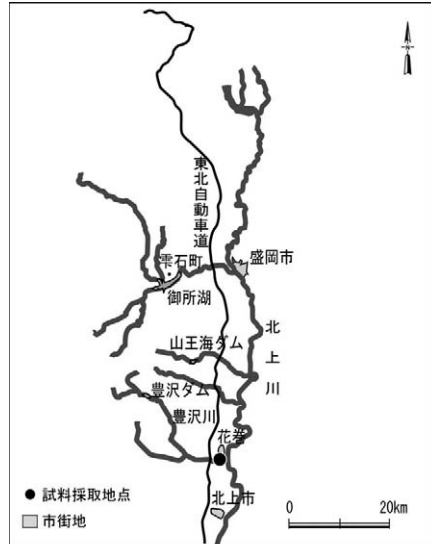 N
東北自動車道
盛岡市
雫石町
御所湖
北上川
山王海ダム
豊沢ダム
豊沢川
花巻
北上市
● 試料採取地点
市街地
0 20km